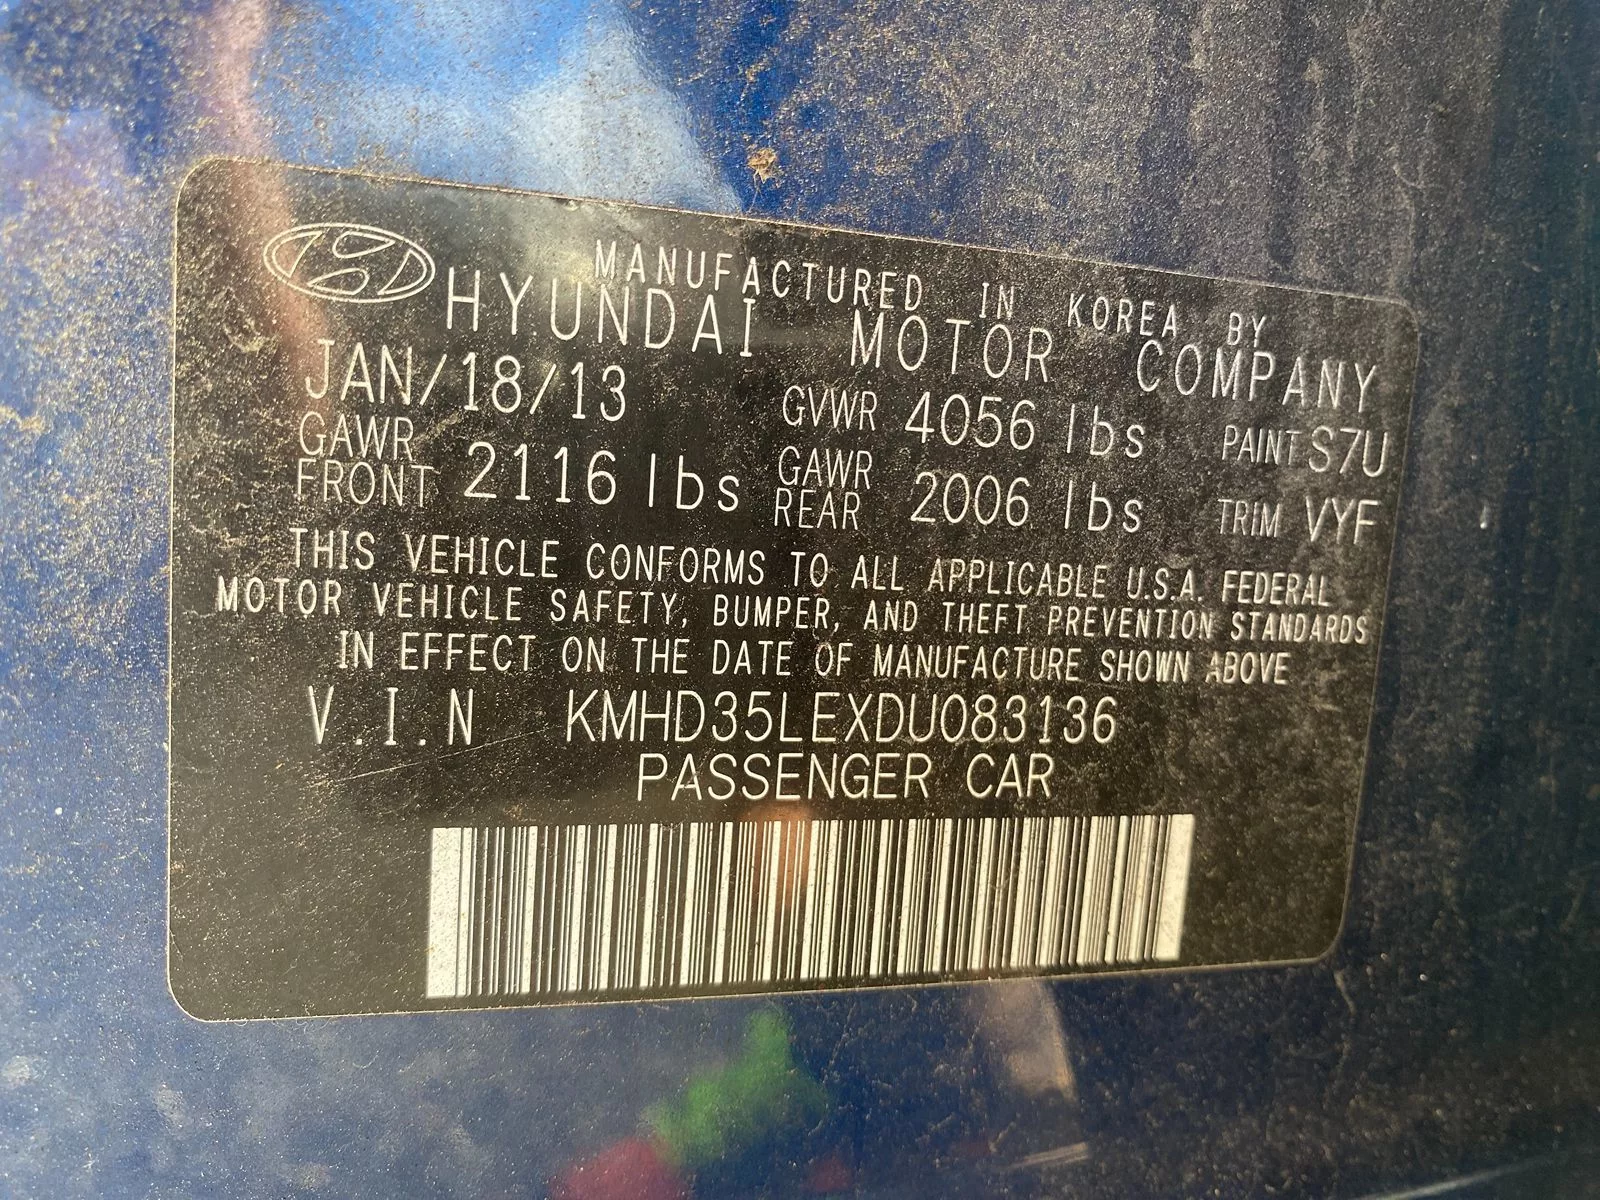 MANUFACTURED IN KOREA BY
HYUNDAI MOTOR COMPANY
JAN/18/13 GVWR 4056 lbs PAINT S7U
GAWR FRONT 2116 lbs GAWR REAR 2006 lbs TRIM VYF
THIS VEHICLE CONFORMS TO ALL APPLICABLE U.S.A. FEDERAL
MOTOR VEHICLE SAFETY, BUMPER, AND THEFT PREVENTION STANDARDS
IN EFFECT ON THE DATE OF MANUFACTURE SHOWN ABOVE
V.I.N KMHD35LEXDU083136
PASSENGER CAR